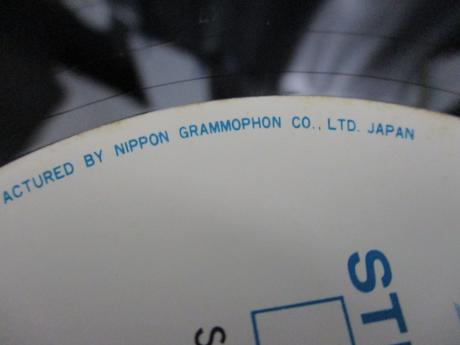 ACTURED BY NIPPON GRAMMOPHON CO., LTD. JAPAN
ST
S